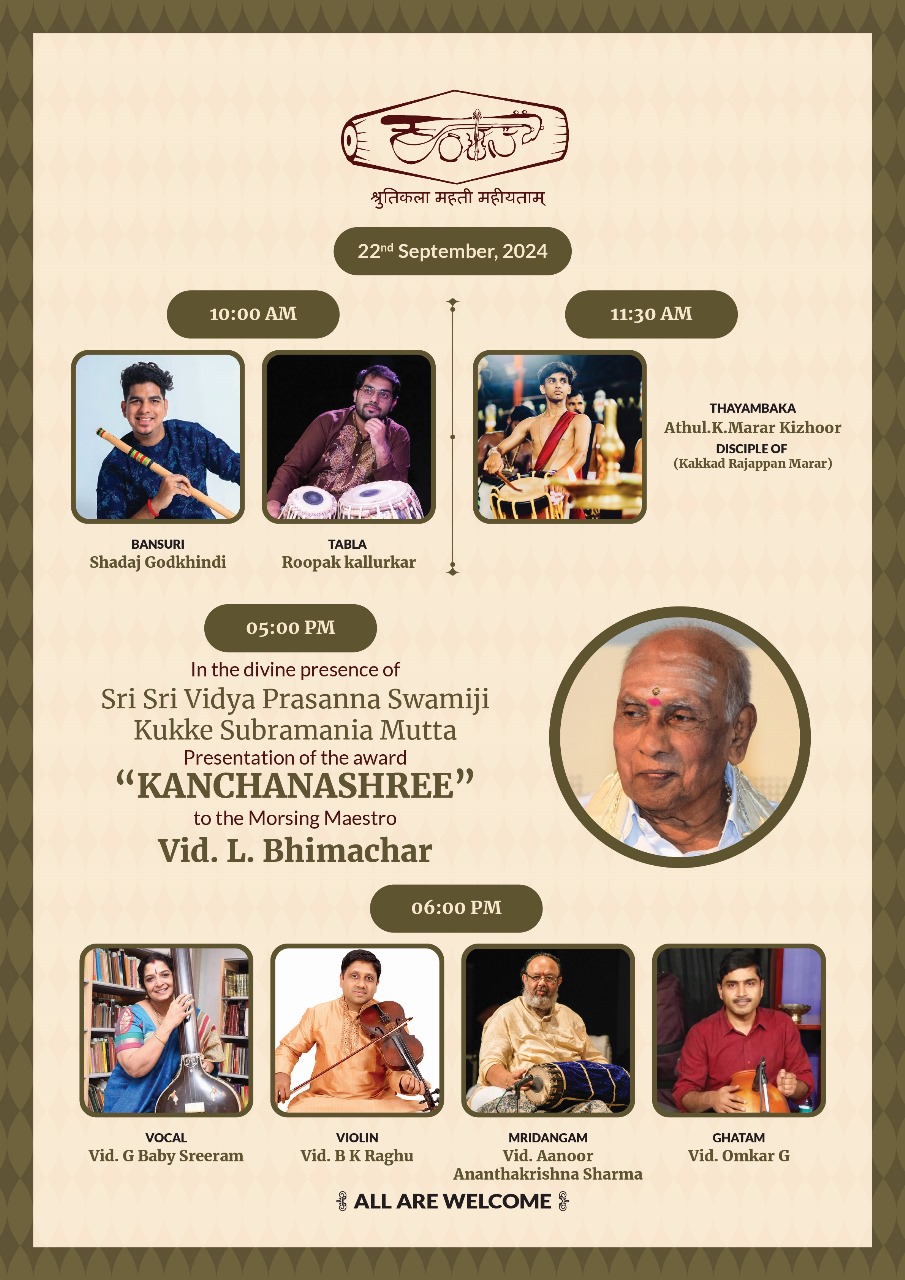 श्रुतिकला महती महीयताम्
22nd September, 2024
10:00 AM
BANSURI
Shadaj Godkhindi
TABLA
Roopak kallurkar
11:30 AM
THAYAMBAKA
Athul.K.Marar Kizhoor
DISCIPLE OF
(Kakkad Rajappan Marar)
05:00 PM
In the divine presence of
Sri Sri Vidya Prasanna Swamiji
Kukke Subramania Mutta
Presentation of the award
“KANCHANASHREE”
to the Morsing Maestro
Vid. L. Bhimachar
06:00 PM
VOCAL
Vid. G Baby Sreeram
VIOLIN
Vid. B K Raghu
MRIDANGAM
Vid. Aanoor
Ananthakrishna Sharma
GHATAM
Vid. Omkar G
ALL ARE WELCOME